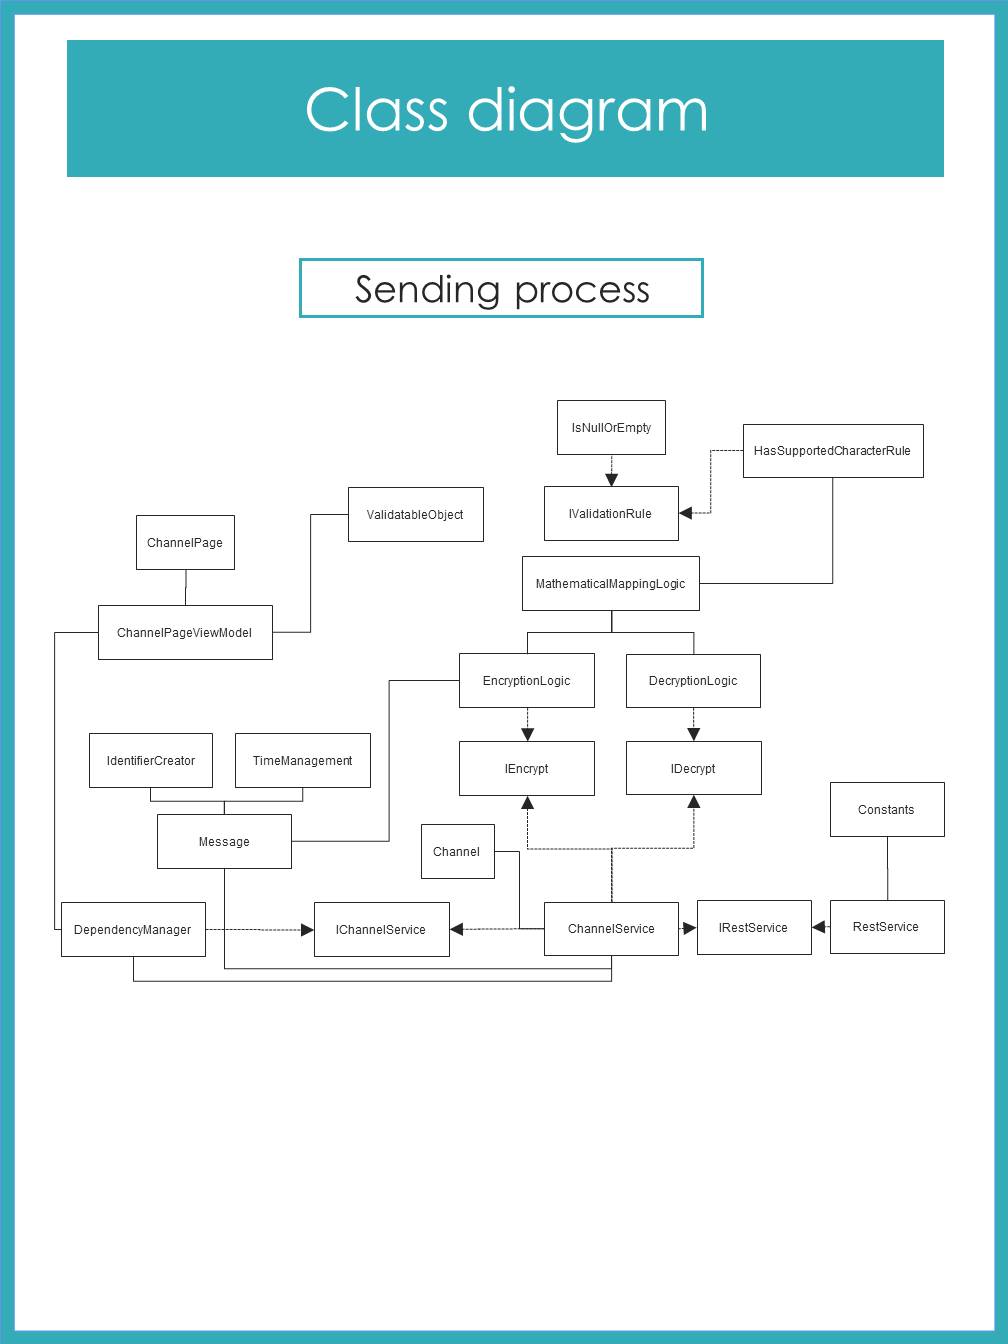 Class diagram
Sending process
IsNullOrEmpty
HasSupportedCharacterRule
ValidatableObject
IValidationRule
ChannelPage
MathematicalMappingLogic
ChannelPageViewModel
EncryptionLogic
DecryptionLogic
IdentifierCreator
TimeManagement
IEncrypt
IDecrypt
Constants
Message
Channel
DependencyManager
IChannelService
ChannelService
IRestService
RestService